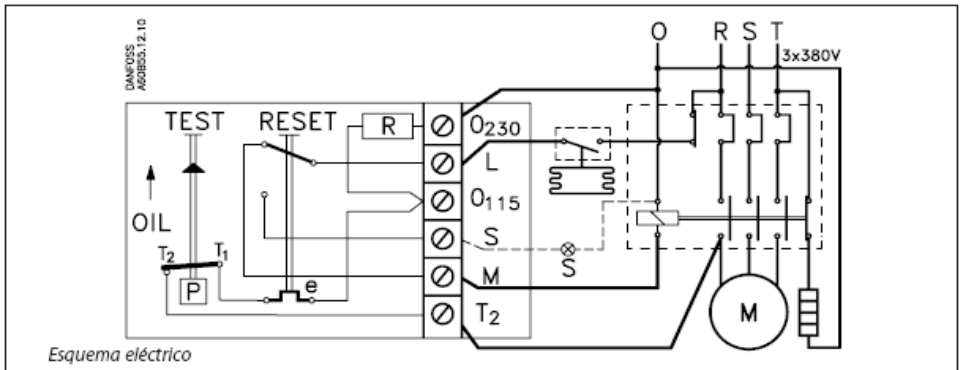 DANFOSS
A60B55.12.10
O R S T
3x380V
TEST RESET
R
O230
L
O115
OIL
S
S
T2 T1
P
e
M
M
T2
Esquema eléctrico